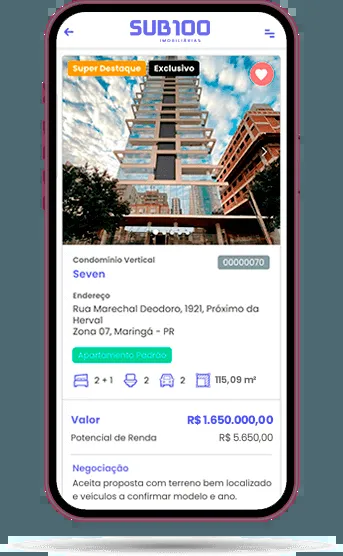 SUB100
IMOBILIÁRIAS
Super Destaque
Exclusivo
Condomínio Vertical
00000070
Seven
Endereço
Rua Marechal Deodoro, 1921, Próximo da
Herval
Zona 07, Maringá - PR
Apartamento Padrão
2 + 1
2
2
115,09 m²
Valor
R$ 1.650.000,00
Potencial de Renda
R$ 5.650,00
Negociação
Aceita proposta com terreno bem localizado
e veículos a confirmar modelo e ano.